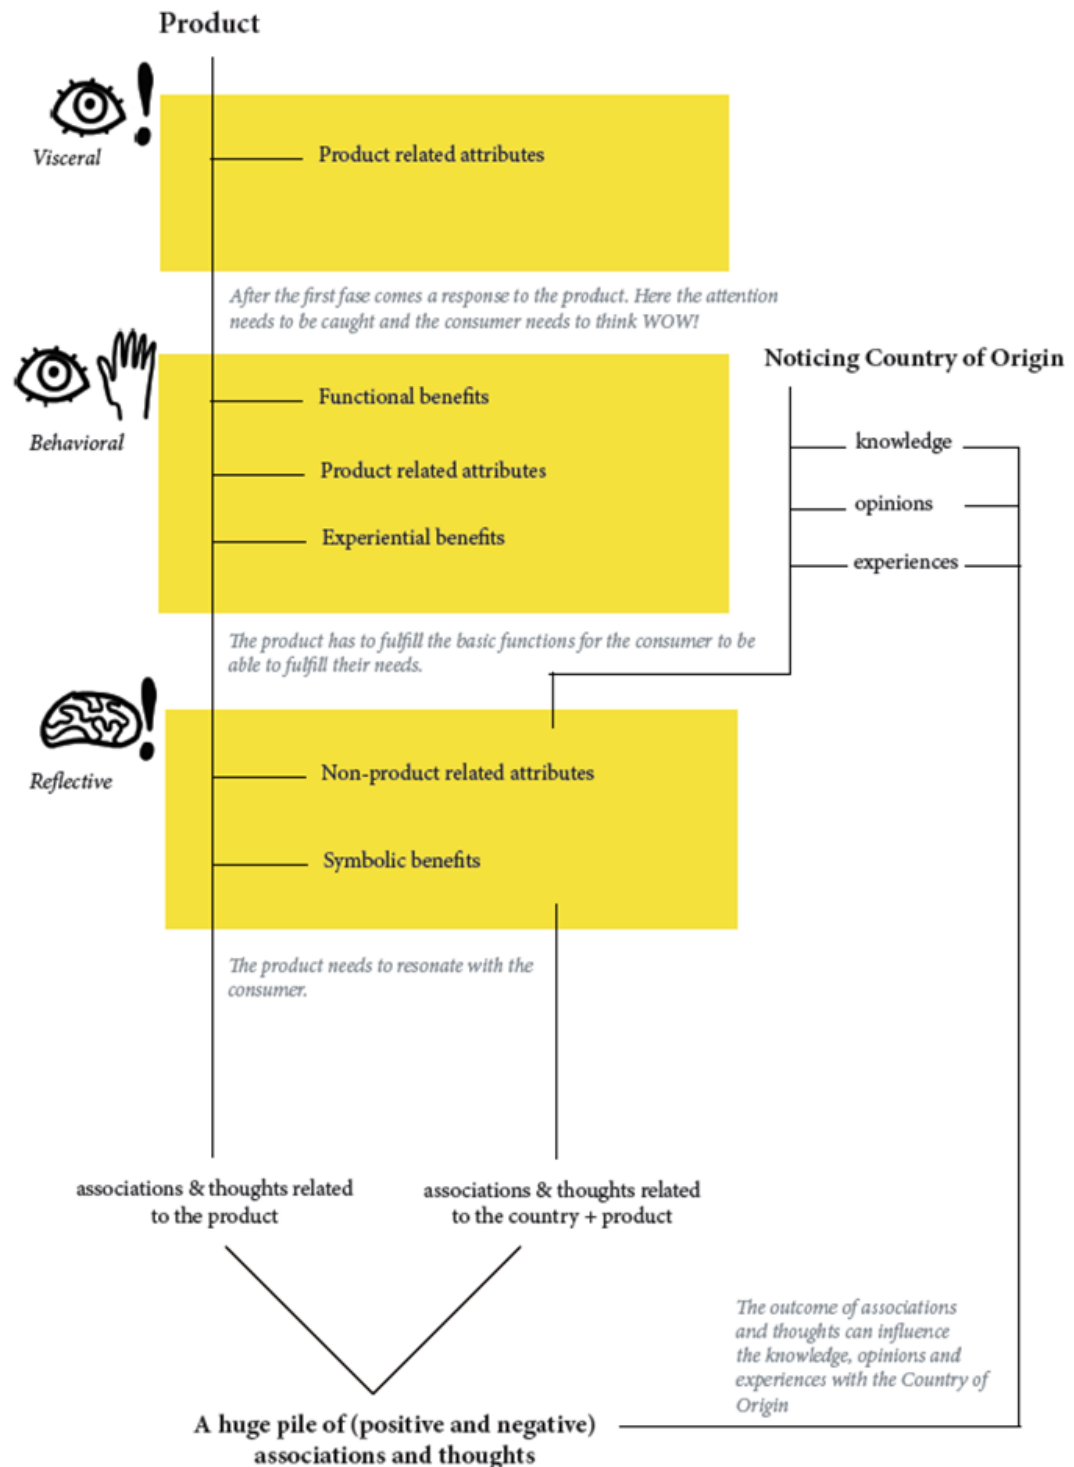 Product
Visceral
Product related attributes
After the first fase comes a response to the product. Here the attention
needs to be caught and the consumer needs to think WOW!
Behavioral
Functional benefits
Product related attributes
Experiential benefits
Noticing Country of Origin
knowledge
opinions
experiences
The product has to fulfill the basic functions for the consumer to be
able to fulfill their needs.
Reflective
Non-product related attributes
Symbolic benefits
The product needs to resonate with the
consumer.
associations & thoughts related
to the product
associations & thoughts related
to the country + product
The outcome of associations
and thoughts can influence
the knowledge, opinions and
experiences with the Country of
Origin
A huge pile of (positive and negative)
associations and thoughts